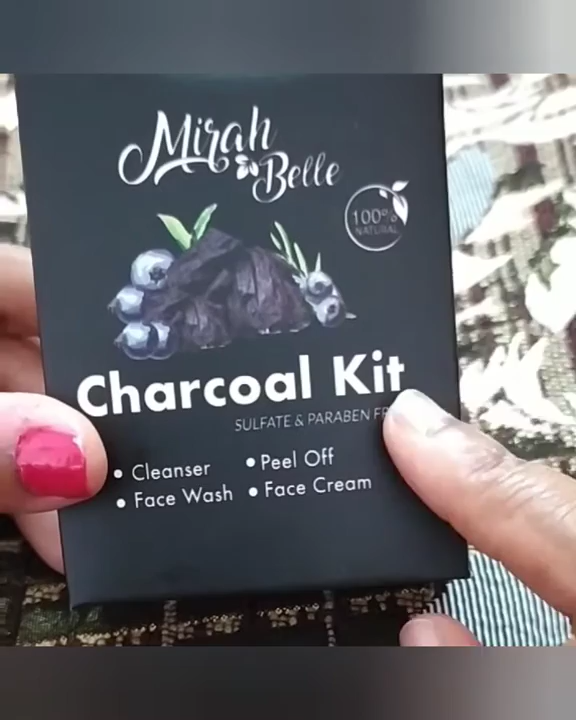 Mirah
Belle
100%
NATURAL
Charcoal Kit
SULFATE & PARABEN
• Cleanser • Peel Off
• Face Wash • Face Cream